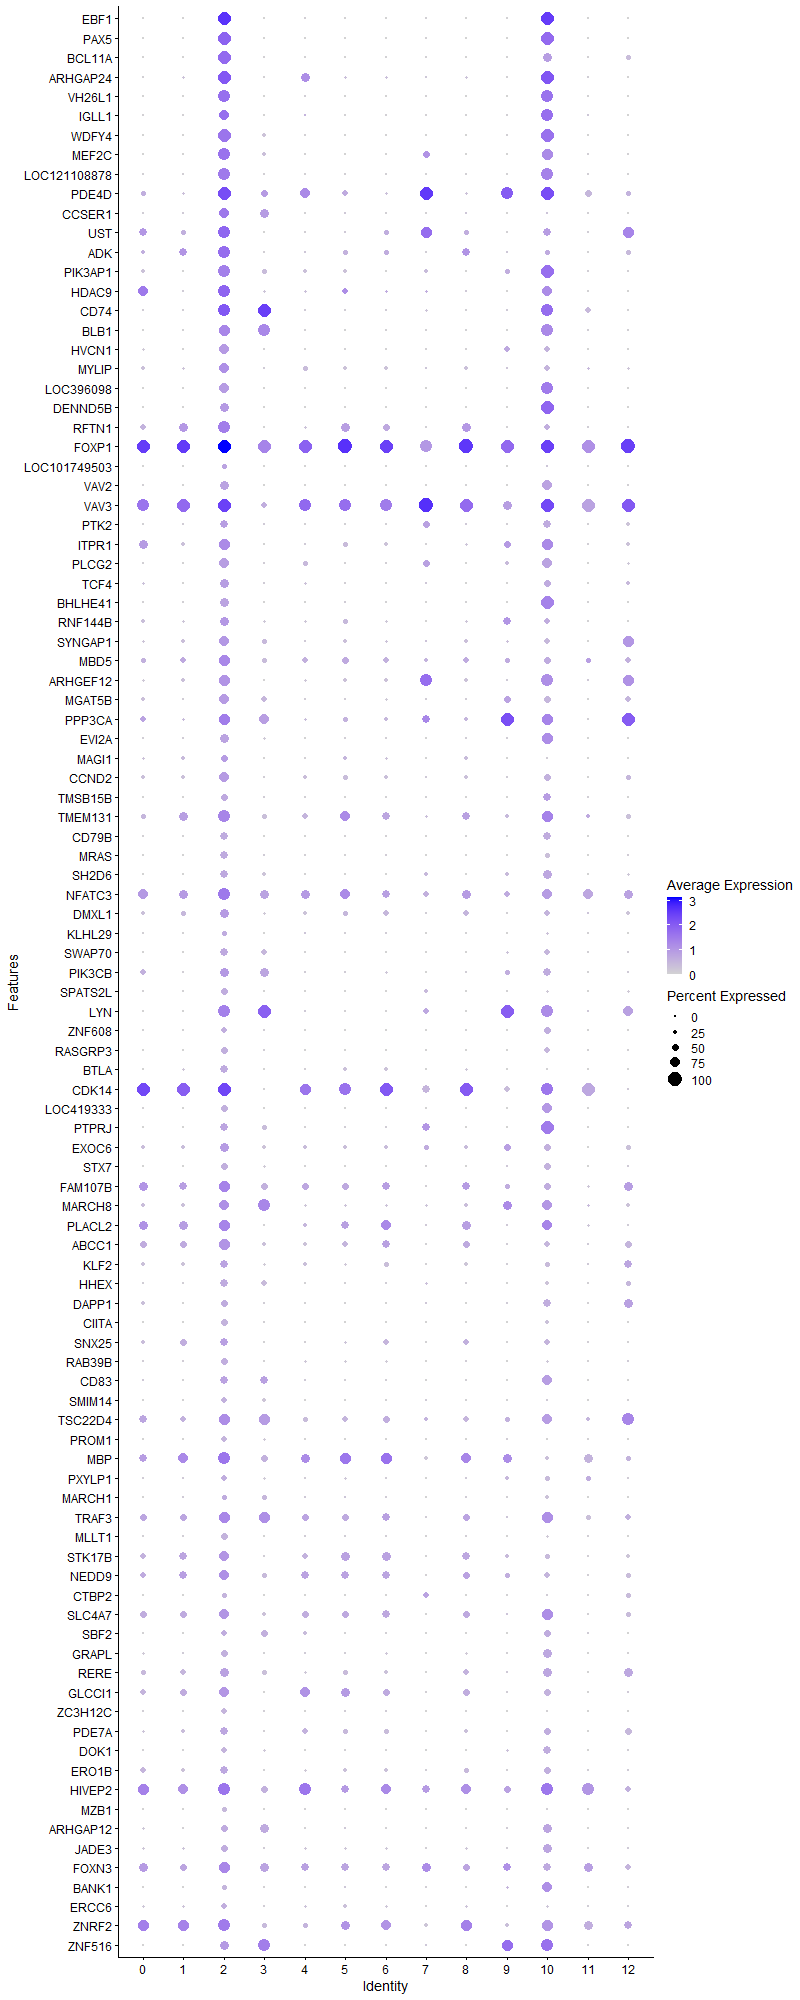 EBF1
PAX5
BCL11A
ARHGAP24
VH26L1
IGLL1
WDFY4
MEF2C
LOC121108878
PDE4D
CCSER1
UST
ADK
PIK3AP1
HDAC9
CD74
BLB1
HVCN1
MYLIP
LOC396098
DENND5B
RFTN1
FOXP1
LOC101749503
VAV2
VAV3
PTK2
ITPR1
PLCG2
TCF4
BHLHE41
RNF144B
SYNGAP1
MBD5
ARHGEF12
MGAT5B
PPP3CA
EVI2A
MAGI1
CCND2
TMSB15B
TMEM131
CD79B
MRAS
SH2D6
NFATC3
DMXL1
KLHL29
SWAP70
PIK3CB
SPATS2L
LYN
ZNF608
RASGRP3
BTLA
CDK14
LOC419333
PTPRJ
EXOC6
STX7
FAM107B
MARCH8
PLACL2
ABCC1
KLF2
HHEX
DAPP1
CIITA
SNX25
RAB39B
CD83
SMIM14
TSC22D4
PROM1
MBP
PXYLP1
MARCH1
TRAF3
MLLT1
STK17B
NEDD9
CTBP2
SLC4A7
SBF2
GRAPL
RERE
GLCCI1
ZC3H12C
PDE7A
DOK1
ERO1B
HIVEP2
MZB1
ARHGAP12
JADE3
FOXN3
BANK1
ERCC6
ZNRF2
ZNF516
Features
0 1 2 3 4 5 6 7 8 9 10 11 12
Identity
Average Expression
3
2
1
0
Percent Expressed
0
25
50
75
100